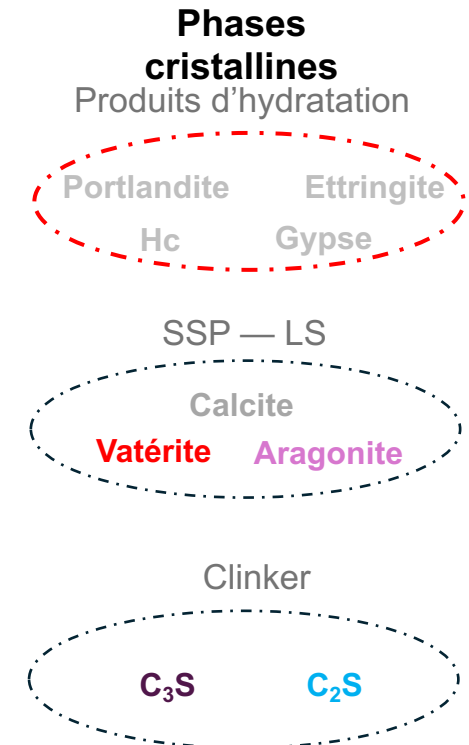 Phases
cristallines
Produits d'hydratation
Portlandite Ettringite
Hc Gypse
SSP — LS
Calcite
Vatérite Aragonite
Clinker
C₃S C₂S